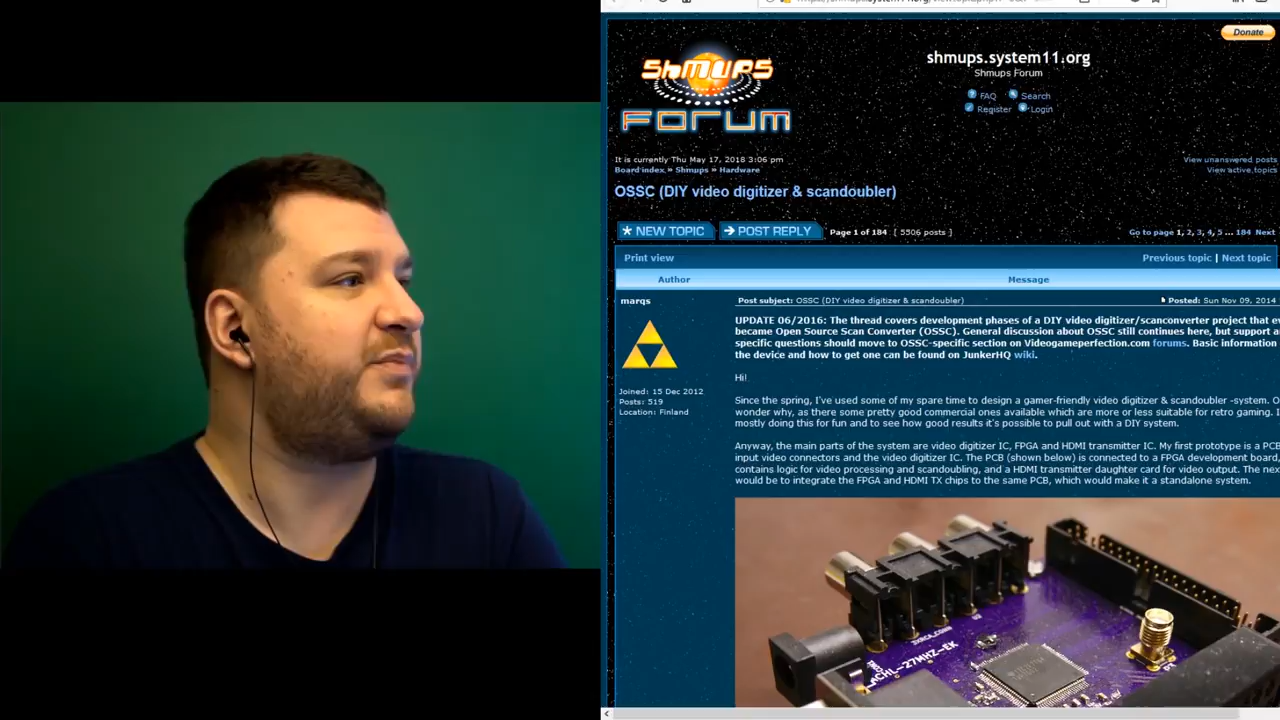 Donate
ShMUPS
FORUM
shmups.system11.org
Shmups Forum
FAQ Search
Register Login
It is currently Thu May 17, 2018 3:06 pm
Board index » Shmups » Hardware
View unanswered posts
View active topics
OSSC (DIY video digitizer & scandoubler)
NEW TOPIC POST REPLY Page 1 of 184 [ 5506 posts ]
Go to page 1, 2, 3, 4, 5 ... 184 Next
Print view
Previous topic | Next topic
Author Message
marqs
Post subject: OSSC (DIY video digitizer & scandoubler) Posted: Sun Nov 09, 2014
Joined: 15 Dec 2012
Posts: 519
Location: Finland
UPDATE 06/2016: The thread covers development phases of a DIY video digitizer/scanconverter project that
became Open Source Scan Converter (OSSC). General discussion about OSSC still continues here, but support
specific questions should move to OSSC-specific section on Videogameperfection.com forums. Basic information
the device and how to get one can be found on JunkerHQ wiki.
Hi!
Since the spring, I've used some of my spare time to design a gamer-friendly video digitizer & scandoubler -system.
wonder why, as there some pretty good commercial ones available which are more or less suitable for retro gaming.
mostly doing this for fun and to see how good results it's possible to pull out with a DIY system.
Anyway, the main parts of the system are video digitizer IC, FPGA and HDMI transmitter IC. My first prototype is a PCB
input video connectors and the video digitizer IC. The PCB (shown below) is connected to a FPGA development board,
contains logic for video processing and scandoubling, and a HDMI transmitter daughter card for video output. The
would be to integrate the FPGA and HDMI TX chips to the same PCB, which would make it a standalone system.